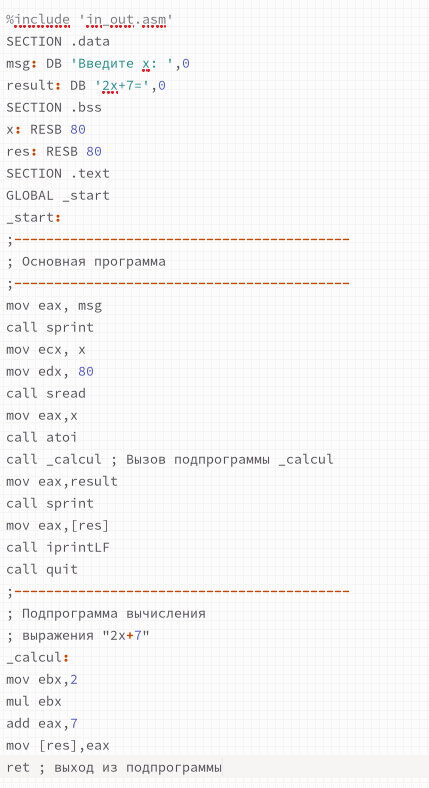 %include 'in_out.asm'
SECTION .data
msg: DB 'Введите x: ',0
result: DB '2x+7=',0
SECTION .bss
x: RESB 80
res: RESB 80
SECTION .text
GLOBAL _start
_start:
;------------------------------------------
; Основная программа
;------------------------------------------
mov eax, msg
call sprint
mov ecx, x
mov edx, 80
call sread
mov eax,x
call atoi
call _calcul ; Вызов подпрограммы _calcul
mov eax,result
call sprint
mov eax,[res]
call iprintLF
call quit
;------------------------------------------
; Подпрограмма вычисления
; выражения "2x+7"
_calcul:
mov ebx,2
mul ebx
add eax,7
mov [res],eax
ret ; выход из подпрограммы